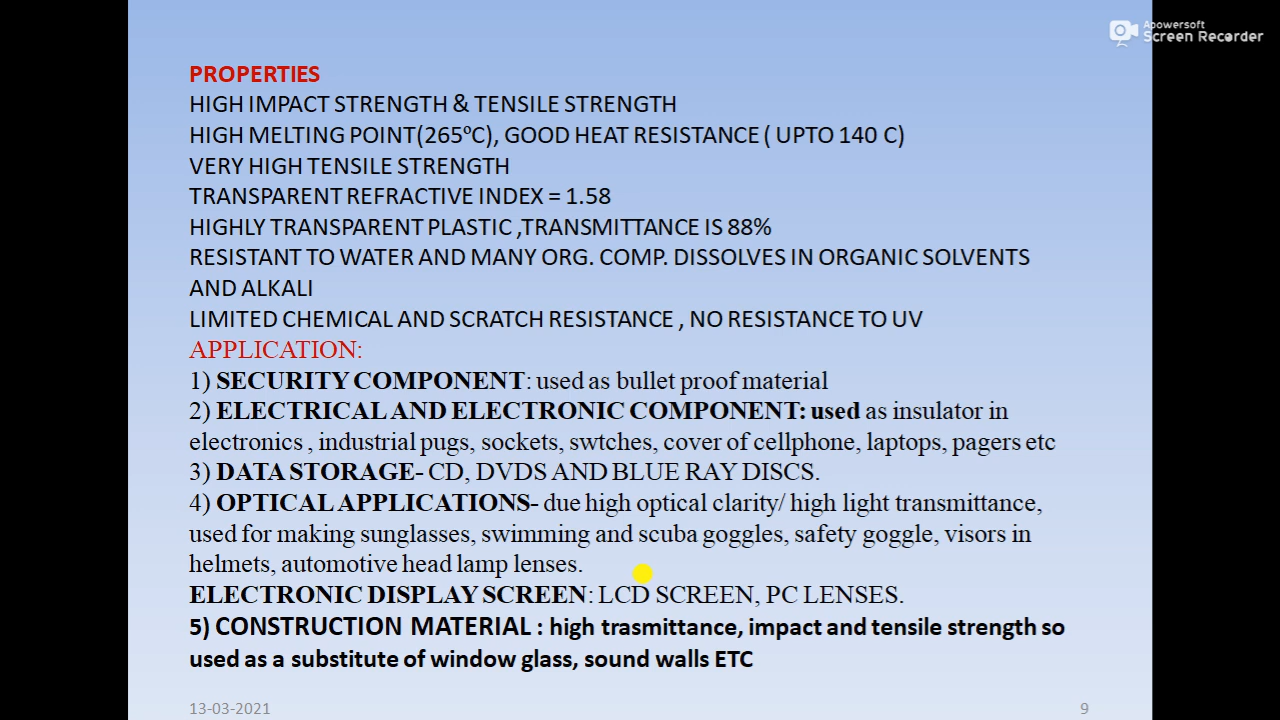 Apowersoft
Screen Recorder
PROPERTIES
HIGH IMPACT STRENGTH & TENSILE STRENGTH
HIGH MELTING POINT(265ºC), GOOD HEAT RESISTANCE ( UPTO 140 C)
VERY HIGH TENSILE STRENGTH
TRANSPARENT REFRACTIVE INDEX = 1.58
HIGHLY TRANSPARENT PLASTIC ,TRANSMITTANCE IS 88%
RESISTANT TO WATER AND MANY ORG. COMP. DISSOLVES IN ORGANIC SOLVENTS
AND ALKALI
LIMITED CHEMICAL AND SCRATCH RESISTANCE , NO RESISTANCE TO UV
APPLICATION:
1) SECURITY COMPONENT: used as bullet proof material
2) ELECTRICAL AND ELECTRONIC COMPONENT: used as insulator in
electronics , industrial pugs, sockets, swtches, cover of cellphone, laptops, pagers etc
3) DATA STORAGE- CD, DVDS AND BLUE RAY DISCS.
4) OPTICAL APPLICATIONS- due high optical clarity/ high light transmittance,
used for making sunglasses, swimming and scuba goggles, safety goggle, visors in
helmets, automotive head lamp lenses.
ELECTRONIC DISPLAY SCREEN: LCD SCREEN, PC LENSES.
5) CONSTRUCTION MATERIAL : high trasmittance, impact and tensile strength so
used as a substitute of window glass, sound walls ETC
13-03-2021
9